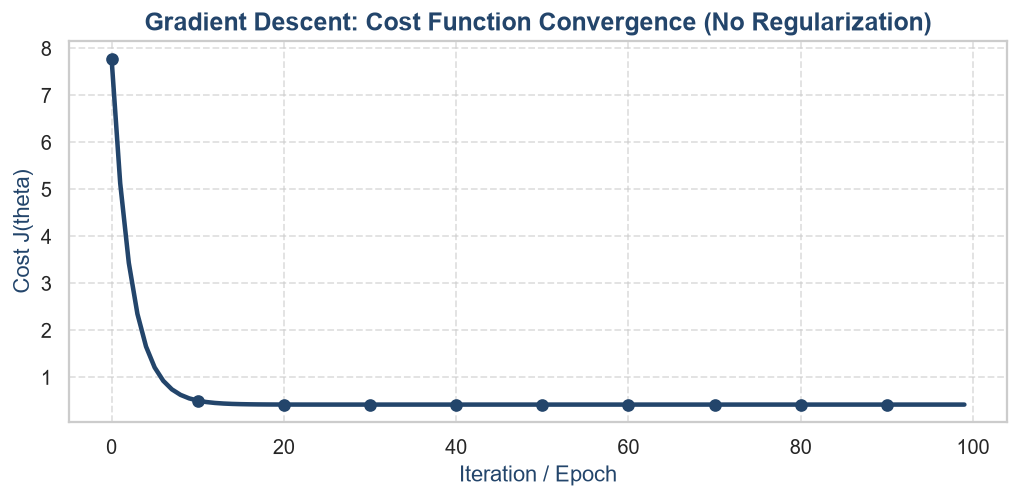 Gradient Descent: Cost Function Convergence (No Regularization)
Cost J(theta)
8
7
6
5
4
3
2
1
0 20 40 60 80 100
Iteration / Epoch